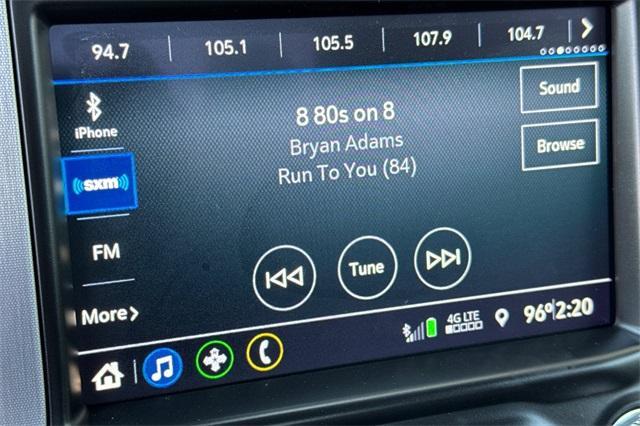 94.7 105.1 105.5 107.9 104.7
Sound
iPhone
8 80s on 8
Browse
Bryan Adams
sxm
Run To You (84)
FM
Tune
More
4G LTE
96° 2:20